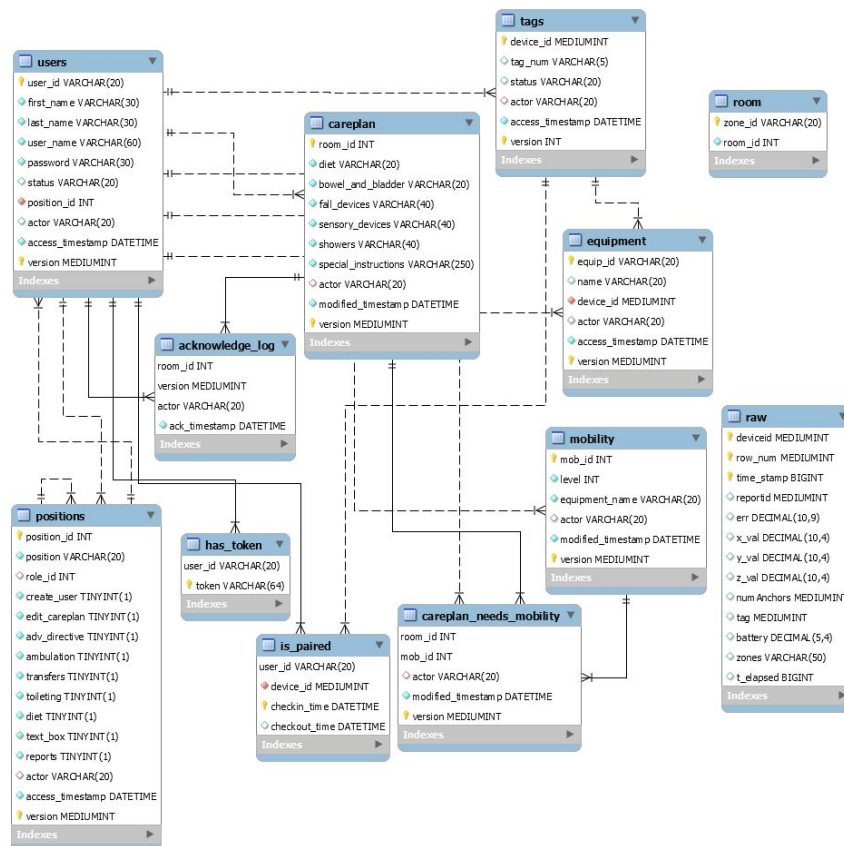 users
user_id VARCHAR(20)
first_name VARCHAR(30)
last_name VARCHAR(30)
user_name VARCHAR(60)
password VARCHAR(30)
status VARCHAR(20)
position_id INT
actor VARCHAR(20)
access_timestamp DATETIME
version MEDIUMINT
Indexes
careplan
room_id INT
diet VARCHAR(20)
bowel_and_bladder VARCHAR(20)
fall_devices VARCHAR(40)
sensory_devices VARCHAR(40)
showers VARCHAR(40)
special_instructions VARCHAR(250)
actor VARCHAR(20)
modified_timestamp DATETIME
version MEDIUMINT
Indexes
tags
device_id MEDIUMINT
tag_num VARCHAR(5)
status VARCHAR(20)
actor VARCHAR(20)
access_timestamp DATETIME
version INT
Indexes
room
zone_id VARCHAR(20)
room_id INT
Indexes
equipment
equip_id VARCHAR(20)
name VARCHAR(20)
device_id MEDIUMINT
actor VARCHAR(20)
access_timestamp DATETIME
version MEDIUMINT
Indexes
acknowledge_log
room_id INT
version MEDIUMINT
actor VARCHAR(20)
ack_timestamp DATETIME
Indexes
mobility
mob_id INT
level INT
equipment_name VARCHAR(20)
actor VARCHAR(20)
modified_timestamp DATETIME
version MEDIUMINT
Indexes
raw
deviceid MEDIUMINT
row_num MEDIUMINT
time_stamp BIGINT
reportid MEDIUMINT
err DECIMAL(10,9)
x_val DECIMAL(10,4)
y_val DECIMAL(10,4)
z_val DECIMAL(10,4)
numAnchors MEDIUMINT
tag MEDIUMINT
battery DECIMAL(5,4)
zones VARCHAR(50)
t_elapsed BIGINT
Indexes
positions
position_id INT
position VARCHAR(20)
role_id INT
create_user TINYINT(1)
edit_careplan TINYINT(1)
adv_directive TINYINT(1)
ambulation TINYINT(1)
transfers TINYINT(1)
toileting TINYINT(1)
diet TINYINT(1)
text_box TINYINT(1)
reports TINYINT(1)
actor VARCHAR(20)
access_timestamp DATETIME
version MEDIUMINT
Indexes
has_token
user_id VARCHAR(20)
token VARCHAR(64)
Indexes
is_paired
user_id VARCHAR(20)
device_id MEDIUMINT
checkin_time DATETIME
checkout_time DATETIME
Indexes
careplan_needs_mobility
room_id INT
mob_id INT
actor VARCHAR(20)
modified_timestamp DATETIME
version MEDIUMINT
Indexes